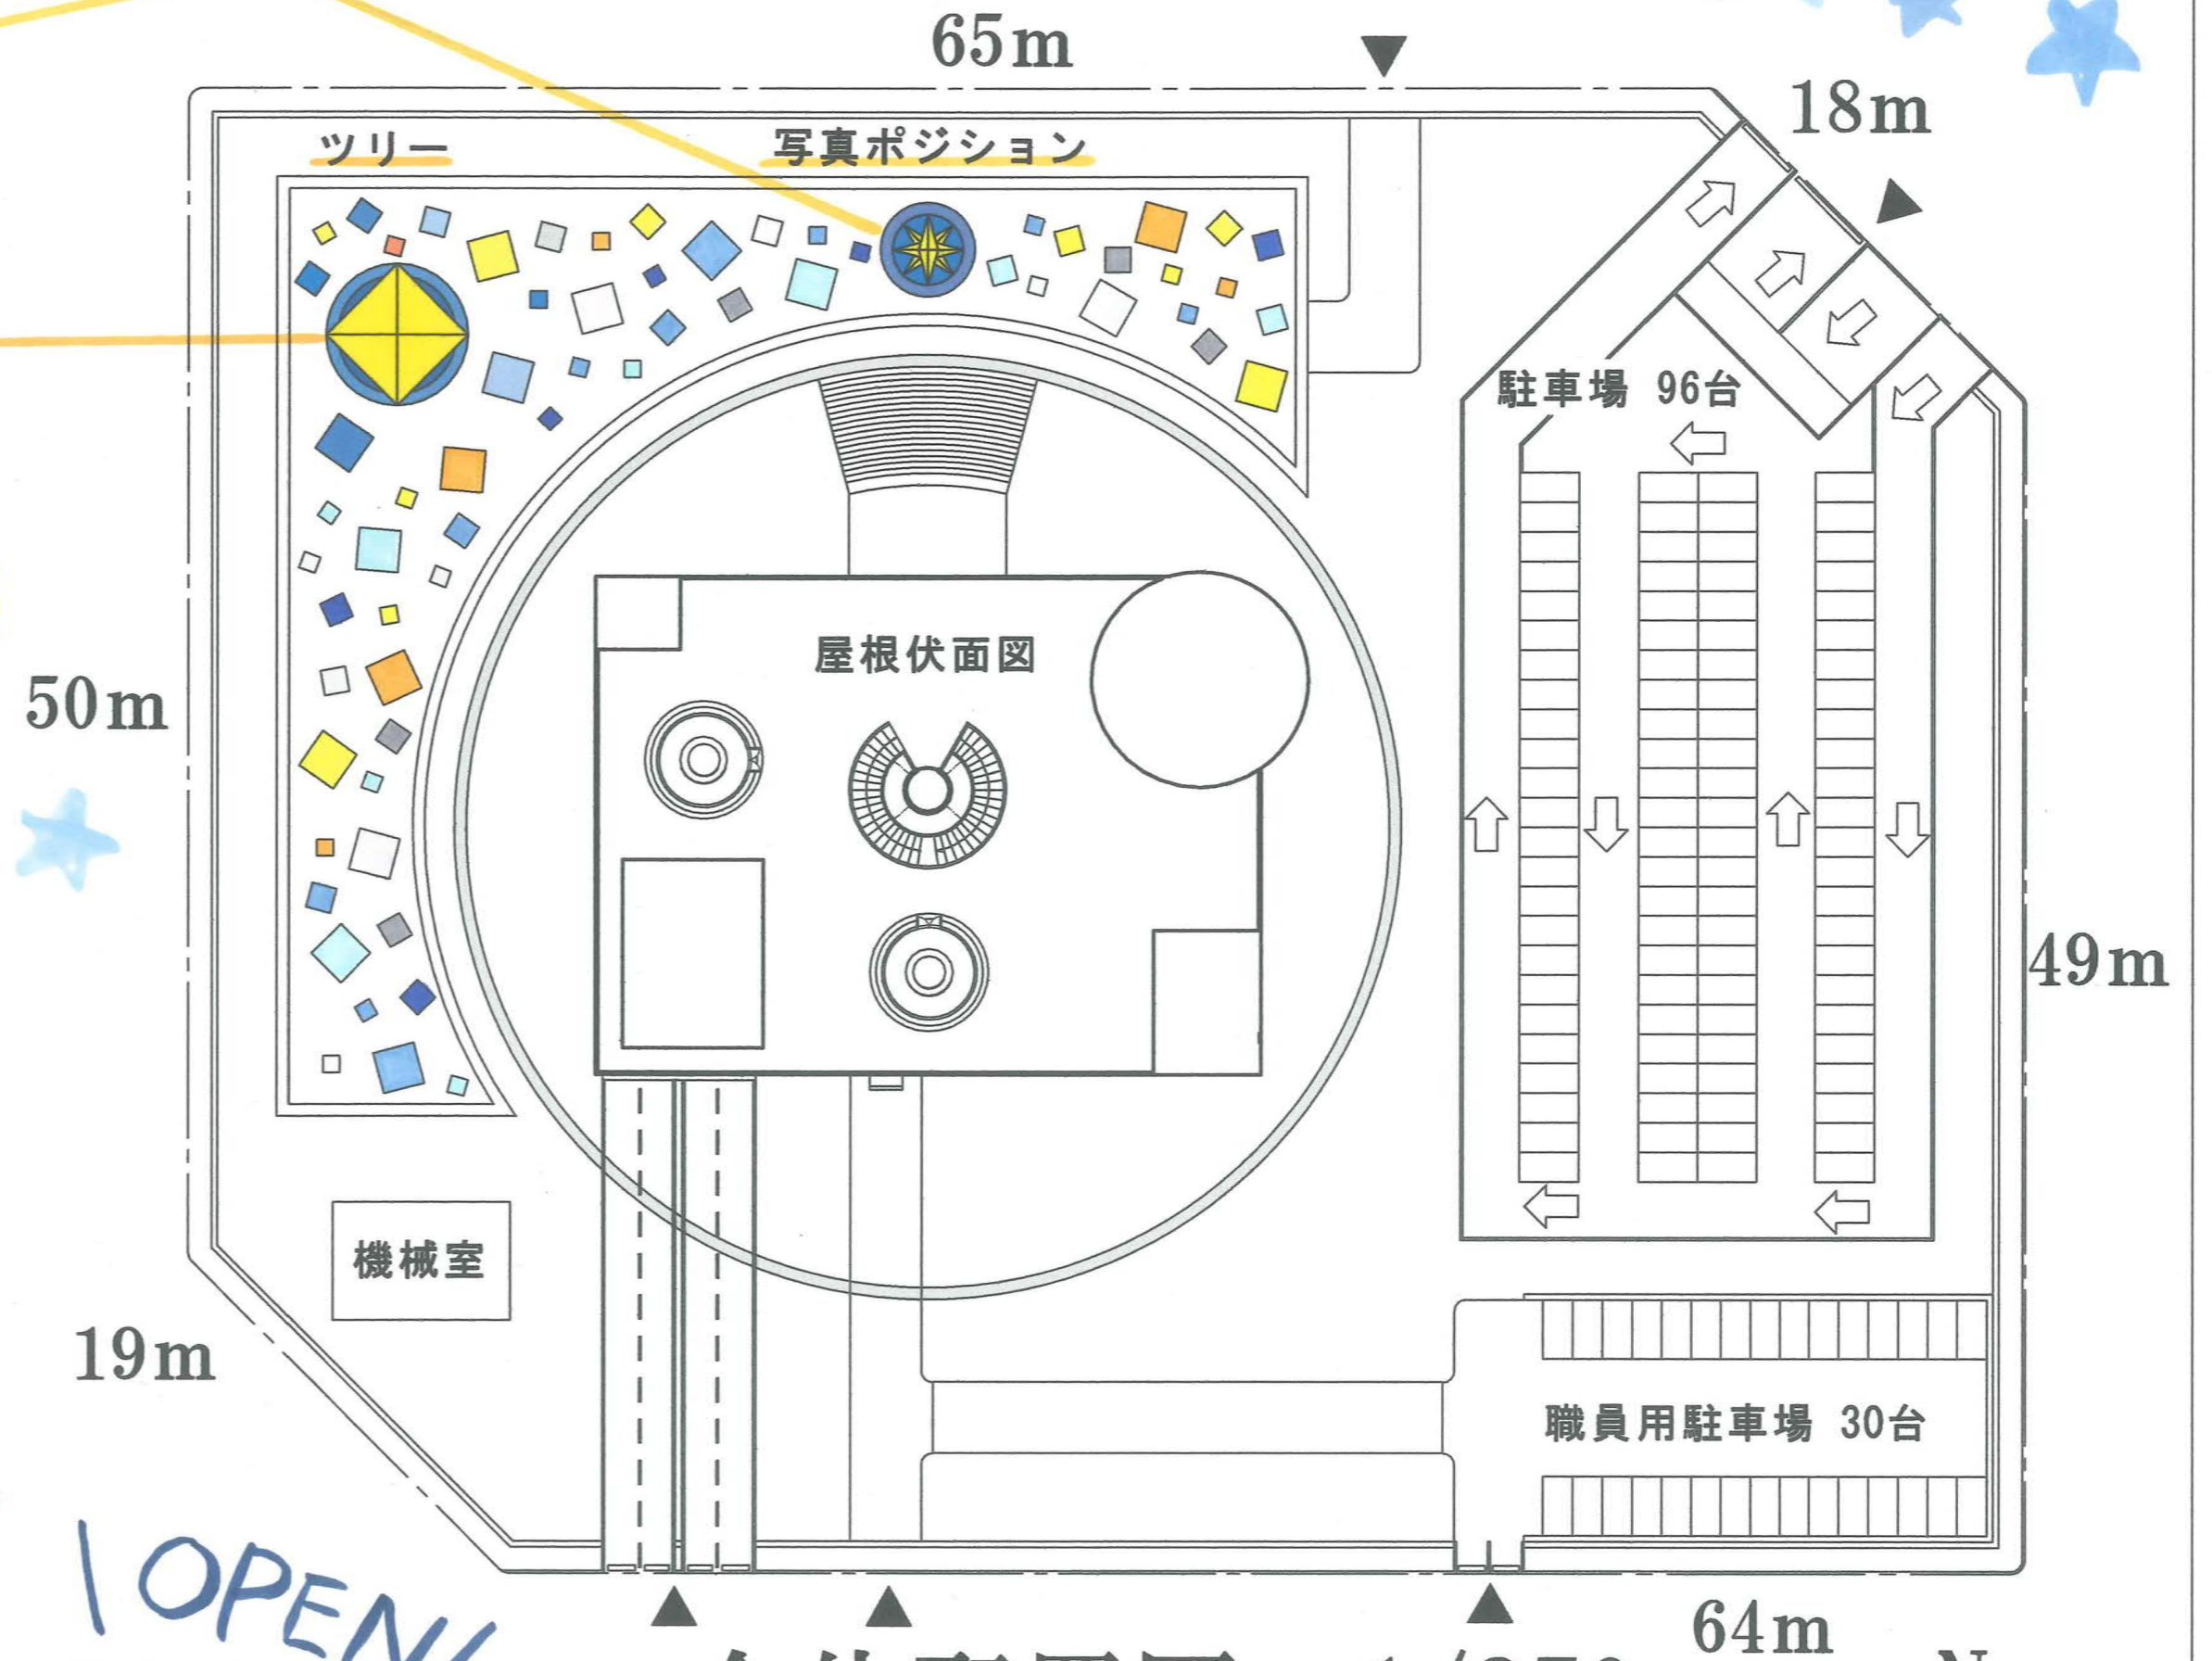 65m
18m
ツリー
写真ポジション
駐車場 96台
屋根伏面図
50m
49m
機械室
19m
職員用駐車場 30台
OPEN
64m